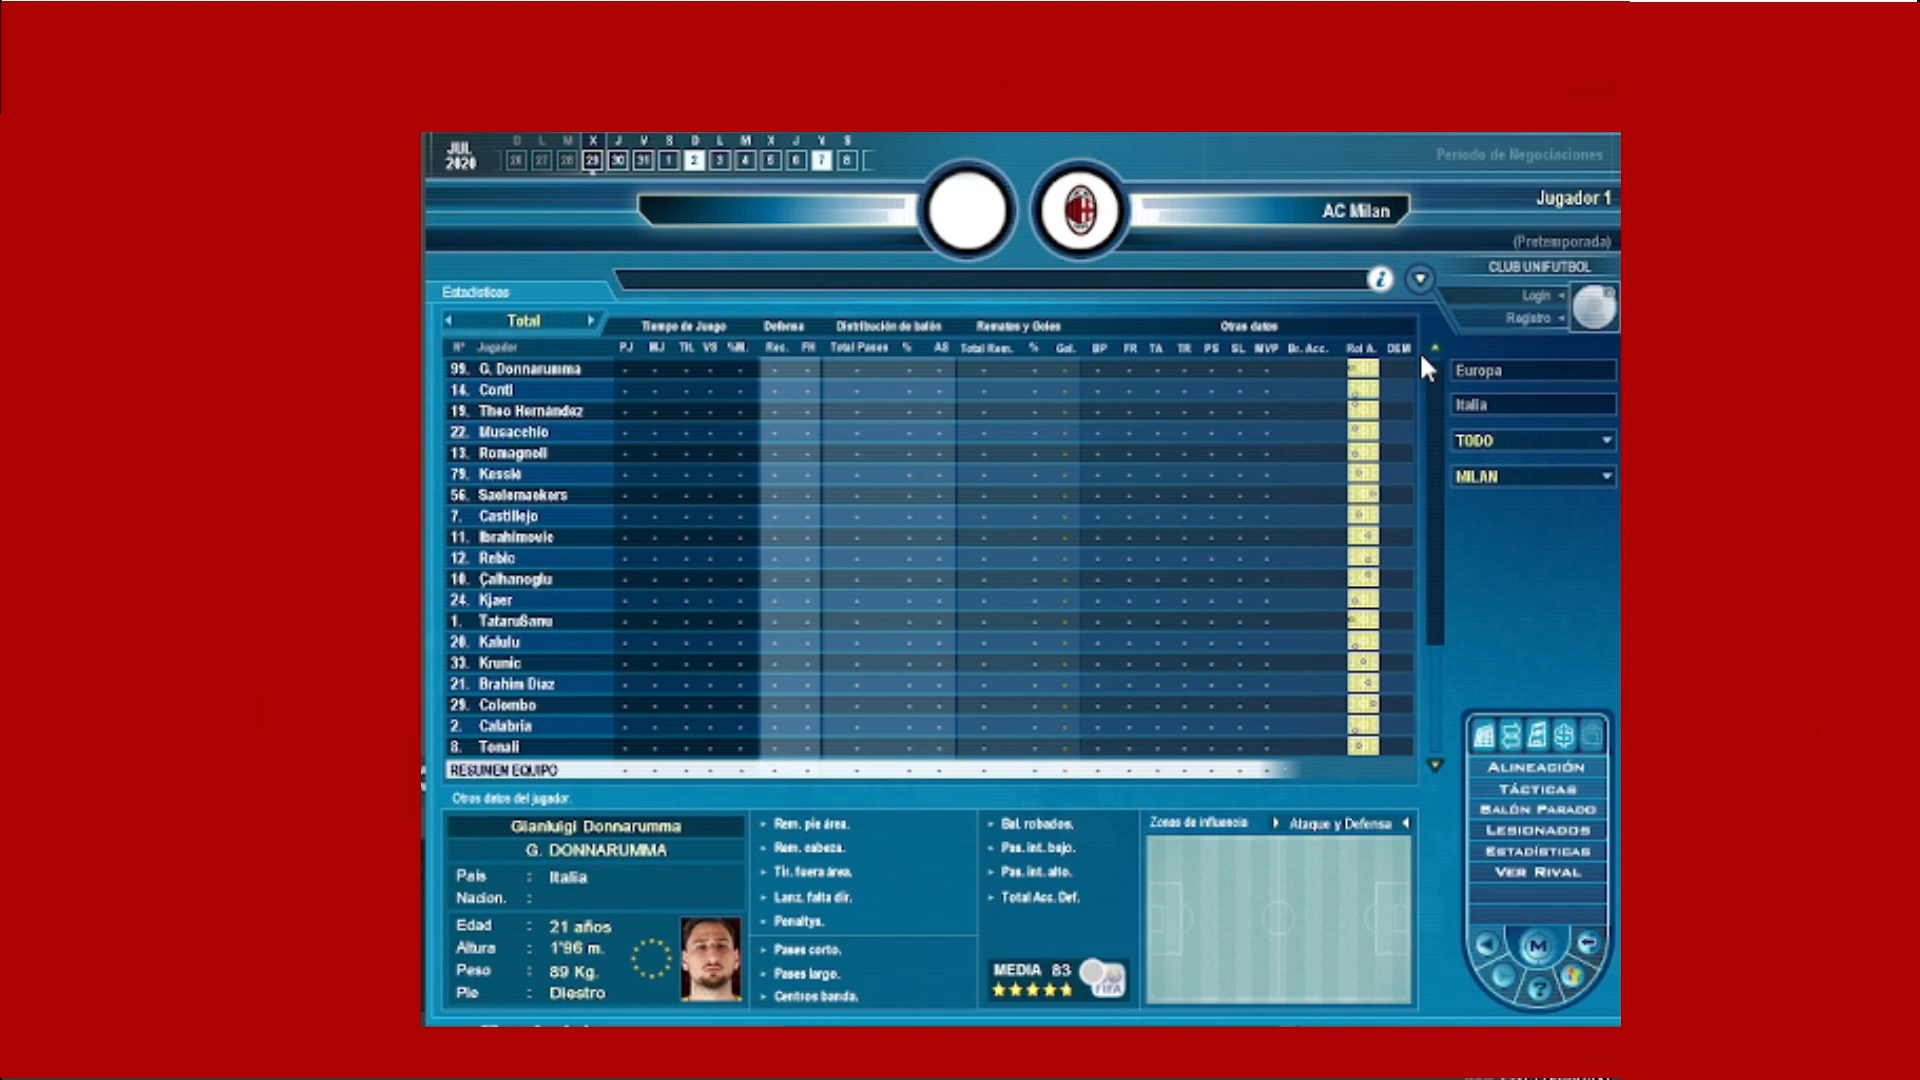 JUL
2020
D L M X J V S D L M X J V S
26 27 28 29 30 31 1 2 3 4 5 6 7 8
Periodo de Negociaciones
AC Milan
Jugador 1
(Pretemporada)
CLUB UNIFUTBOL
Login
Registro
Estadísticas
Total
Tiempo de Juego Defensa Distribución de balón Remates y Goles Otros datos
Nº Jugador PJ MJ Tit. VS %M. Rec. FH Total Pases % AS Total Rem. % Gol. BP FR TA TR PS SL MVP Br. Acc. Rol A. DEM
99. G. Donnarumma
14. Conti
19. Theo Hernández
22. Musacchio
13. Romagnoli
79. Kessié
56. Saelemaekers
7. Castillejo
11. Ibrahimovic
12. Rebic
10. Çalhanoglu
24. Kjaer
1. Tatarußanu
20. Kalulu
33. Krunic
21. Brahim Díaz
29. Colombo
2. Calabria
8. Tonali
RESUMEN EQUIPO
Europa
Italia
TODO
MILAN
Otros datos del jugador.
Gianluigi Donnarumma
G. DONNARUMMA
País : Italia
Nacion. :
Edad : 21 años
Altura : 1'96 m.
Peso : 89 Kg.
Pie : Diestro
Rem. pie área.
Rem. cabeza.
Tir. fuera área.
Lanz. falta dir.
Penaltys.
Pases corto.
Pases largo.
Centros banda.
Bal. robados.
Pas. int. bajo.
Pas. int. alto.
Total Acc. Def.
MEDIA 83
FIFA
Zonas de influencia Ataque y Defensa
ALINEACIÓN
TÁCTICAS
BALÓN PARADO
LESIONADOS
ESTADÍSTICAS
VER RIVAL
M
?